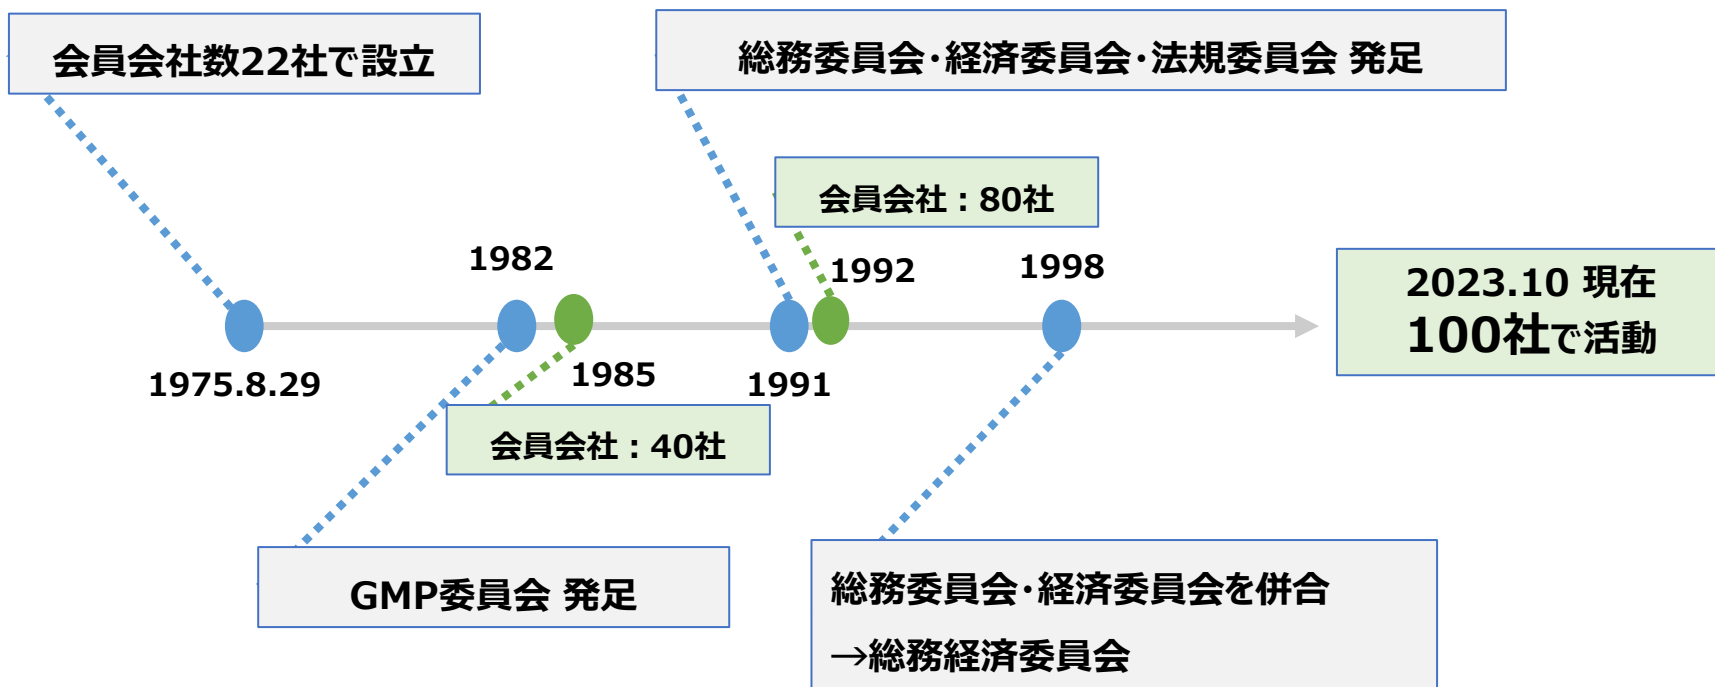 会員会社数22社で設立
総務委員会・経済委員会・法規委員会 発足
会員会社：80社
1982
1992
1998
2023.10 現在
100社で活動
1975.8.29
1985
1991
会員会社：40社
GMP委員会 発足
総務委員会・経済委員会を併合
→総務経済委員会